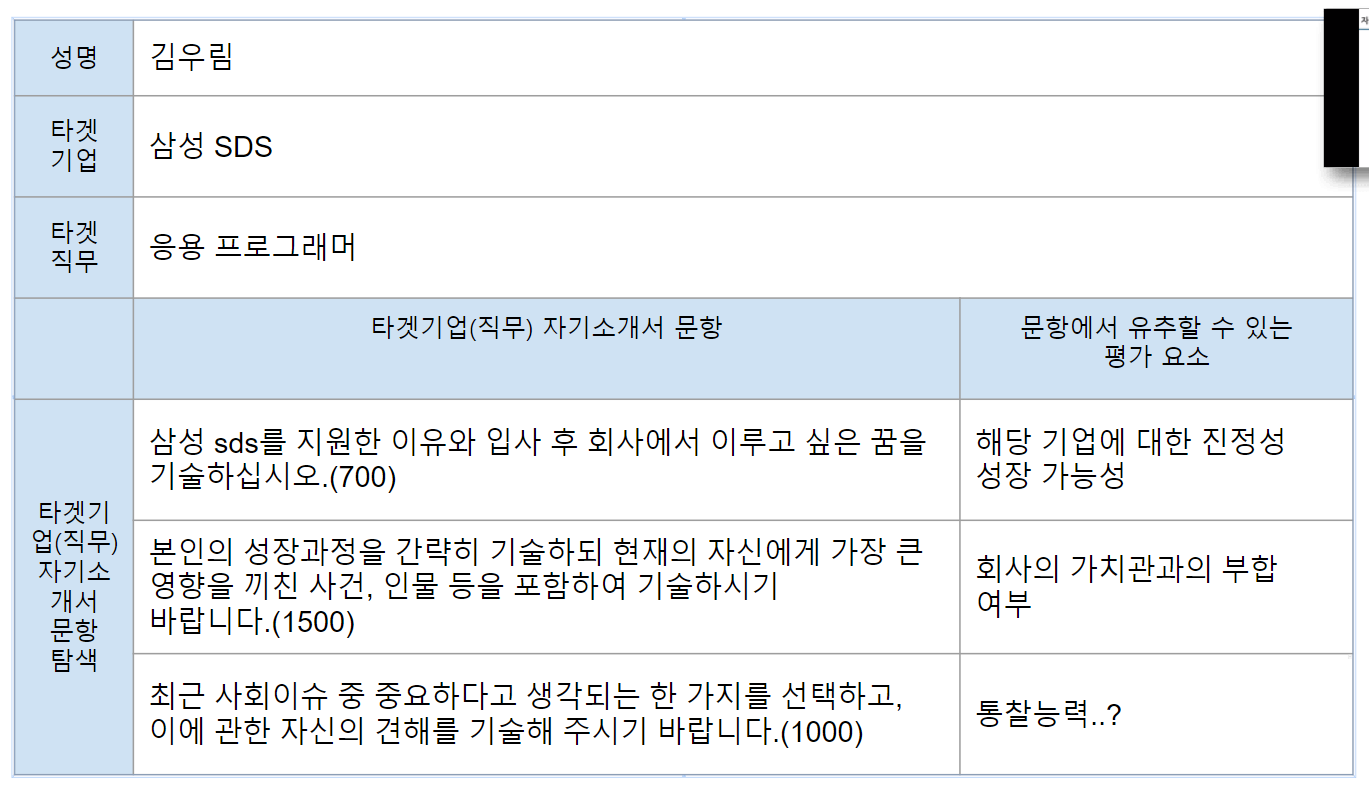 성명
김우림
타겟
기업
삼성 SDS
타겟
직무
응용 프로그래머
타겟기업(직무) 자기소개서 문항
문항에서 유추할 수 있는
평가 요소
타겟기
업(직무)
자기소
개서
문항
탐색
삼성 sds를 지원한 이유와 입사 후 회사에서 이루고 싶은 꿈을
기술하십시오.(700)
해당 기업에 대한 진정성
성장 가능성
본인의 성장과정을 간략히 기술하되 현재의 자신에게 가장 큰
영향을 끼친 사건, 인물 등을 포함하여 기술하시기
바랍니다.(1500)
회사의 가치관과의 부합
여부
최근 사회이슈 중 중요하다고 생각되는 한 가지를 선택하고,
이에 관한 자신의 견해를 기술해 주시기 바랍니다.(1000)
통찰능력..?